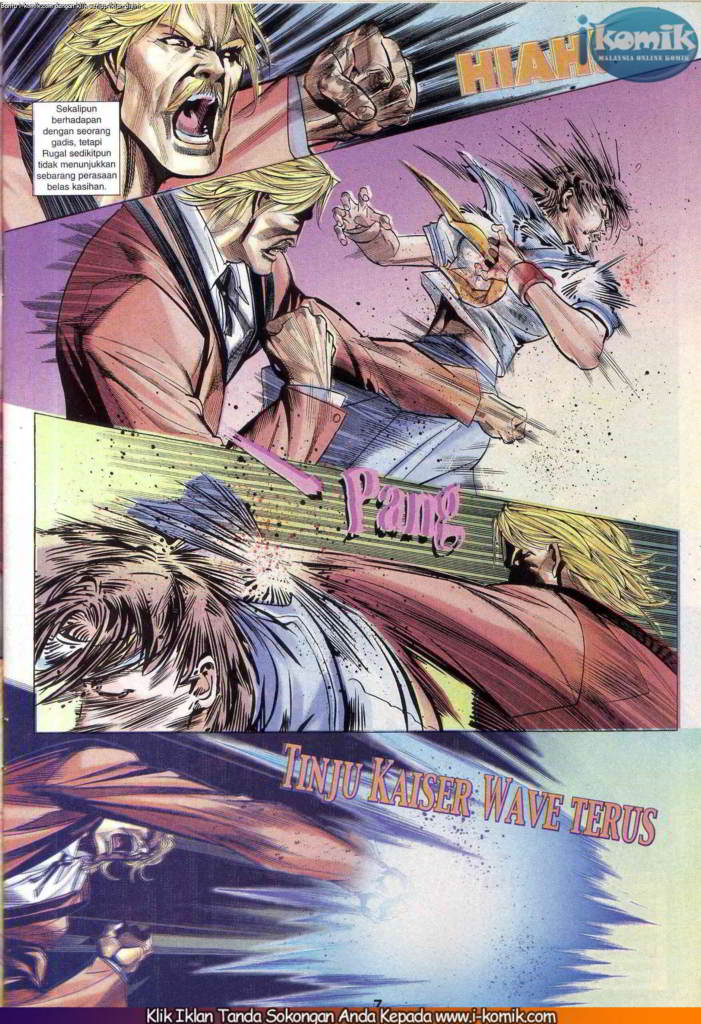 iKomik
MALAYSIA ONLINE KOMIK
HIAH
Sekalipun
berhadapan
dengan seorang
gadis, tetapi
Rugal sedikitpun
tidak menunjukkan
sebarang perasaan
belas kasihan.
Pang
TINJU KAISER WAVE TERUS
7
Klik Iklan Tanda Sokongan Anda Kepada www.i-komik.com